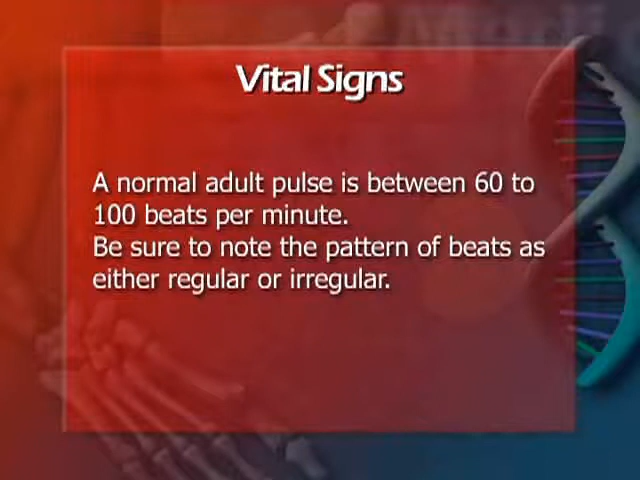 Vital Signs
A normal adult pulse is between 60 to
100 beats per minute.
Be sure to note the pattern of beats as
either regular or irregular.